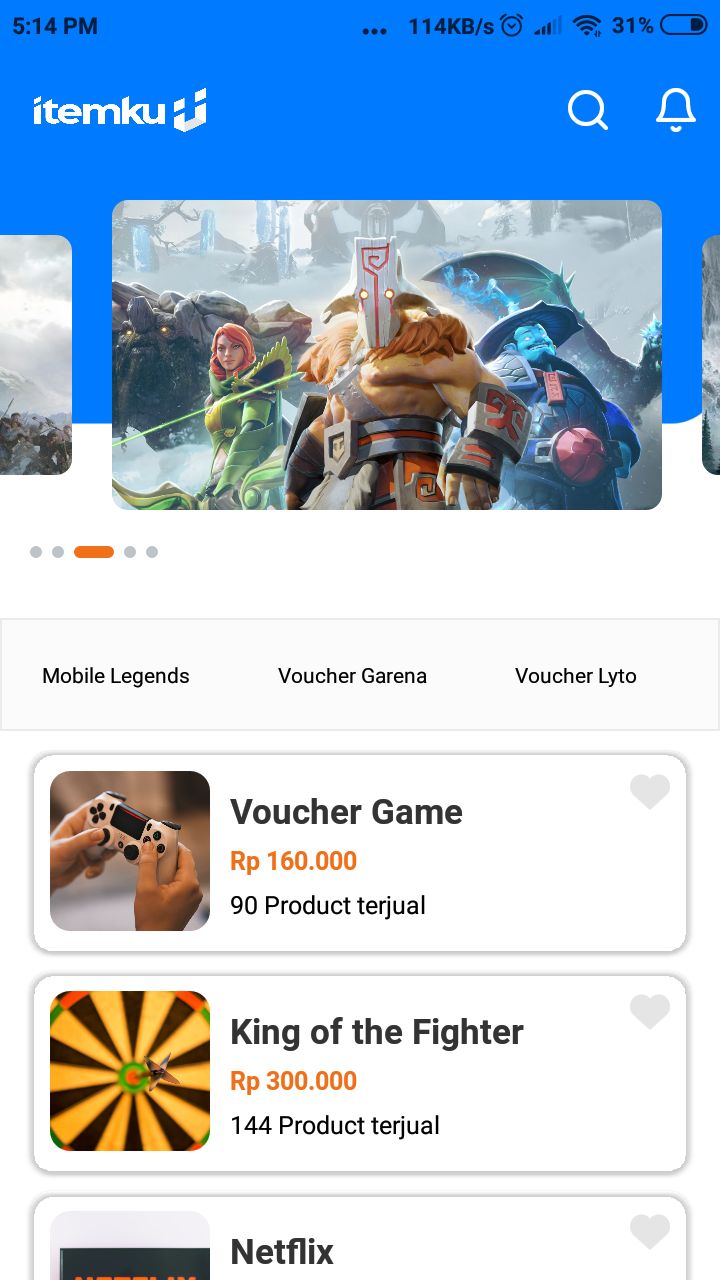 5:14 PM ... 114KB/s 31%
itemku
Mobile Legends Voucher Garena Voucher Lyto
Voucher Game
Rp 160.000
90 Product terjual
King of the Fighter
Rp 300.000
144 Product terjual
Netflix
NETFLIX